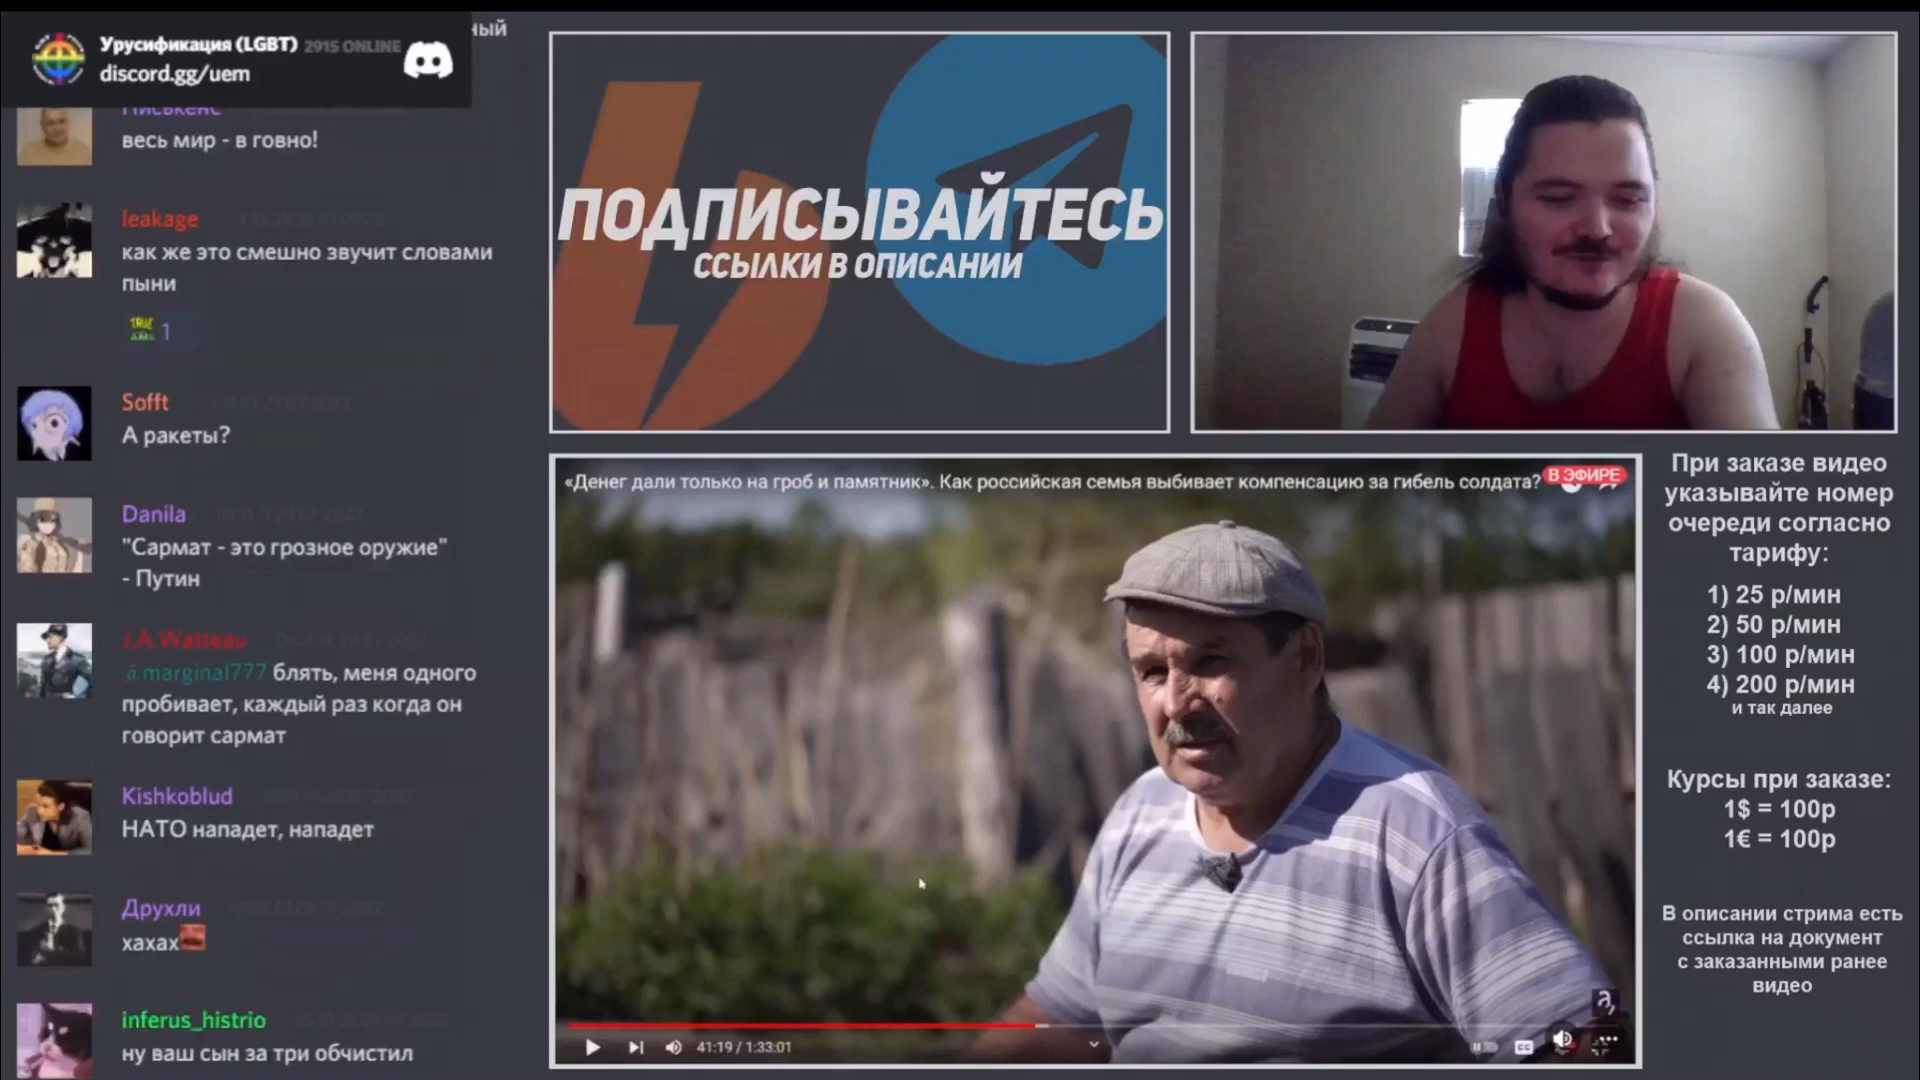 Урусификация (LGBT) 2915 ONLINE
discord.gg/uem
ный
Писькенс
весь мир - в говно!
leakage
как же это смешно звучит словами
пыни
TRUE
1
Sofft
А ракеты?
Danila
"Сармат - это грозное оружие"
- Путин
J.A.Watteau
marginal777 блять, меня одного
пробивает, каждый раз когда он
говорит сармат
Kishkoblud
НАТО нападет, нападет
Друхли
хахах
inferus_histrio
ну ваш сын за три обчистил
ПОДПИСЫВАЙТЕСЬ
ССЫЛКИ В ОПИСАНИИ
«Денег дали только на гроб и памятник». Как российская семья выбивает компенсацию за гибель солдата?
В ЭФИРЕ
41:19 / 1:33:01
CC
При заказе видео
указывайте номер
очереди согласно
тарифу:
1) 25 р/мин
2) 50 р/мин
3) 100 р/мин
4) 200 р/мин
и так далее
Курсы при заказе:
1$ = 100р
1€ = 100р
В описании стрима есть
ссылка на документ
с заказанными ранее
видео